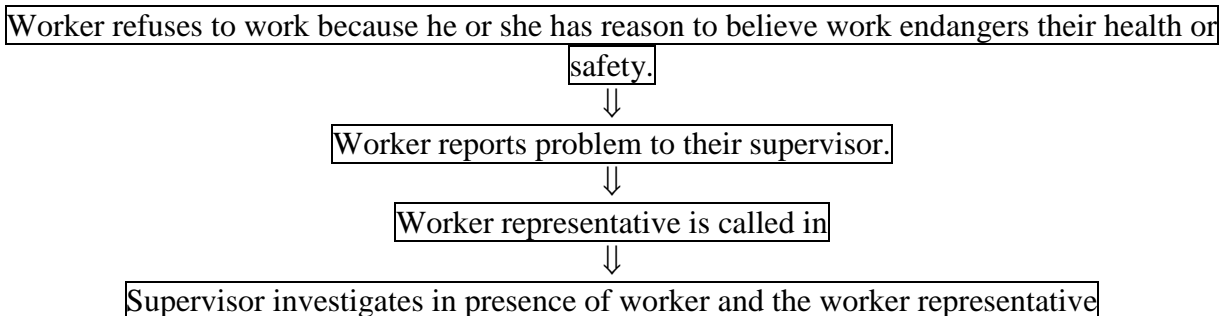 Worker refuses to work because he or she has reason to believe work endangers their health or
safety.
⇓
Worker reports problem to their supervisor.
⇓
Worker representative is called in
⇓
Supervisor investigates in presence of worker and the worker representative